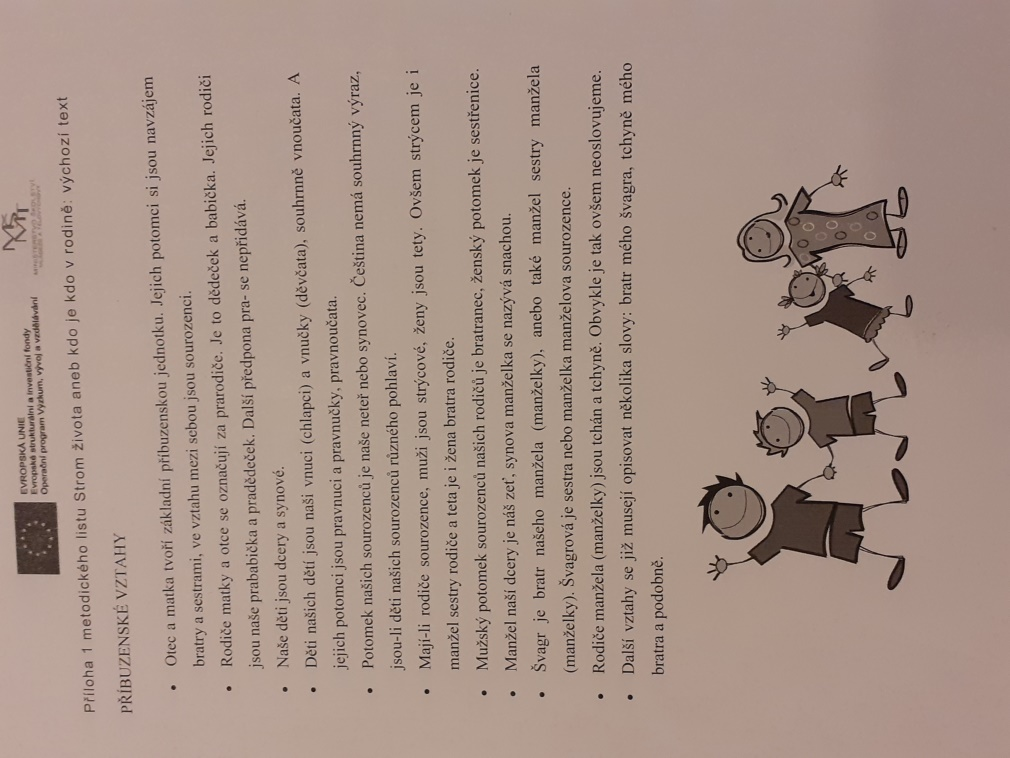 EVROPSKÁ UNIE
Evropské strukturální a investiční fondy
Operační program Výzkum, vývoj a vzdělávání
MINISTERSTVO ŠKOLSTVÍ
MLÁDEŽE A TĚLOVÝCHOVY
Příloha 1 metodického listu Strom života aneb kdo je kdo v rodině: výchozí text
PŘÍBUZENSKÉ VZTAHY
• Otec a matka tvoří základní příbuzenskou jednotku. Jejich potomci si jsou navzájem
bratry a sestrami, ve vztahu mezi sebou jsou sourozenci.
• Rodiče matky a otce se označují za prarodiče. Je to dědeček a babička. Jejich rodiči
jsou naše prababička a pradědeček. Další předpona pra- se nepřidává.
• Naše děti jsou dcery a synové.
• Děti našich dětí jsou naši vnuci (chlapci) a vnučky (děvčata), souhrnně vnoučata. A
jejich potomci jsou pravnuci a pravnučky, pravnoučata.
• Potomek našich sourozenců je naše neteř nebo synovec. Čeština nemá souhrnný výraz,
jsou-li děti našich sourozenců různého pohlaví.
• Mají-li rodiče sourozence, muži jsou strýcové, ženy jsou tety. Ovšem strýcem je i
manžel sestry rodiče a teta je i žena bratra rodiče.
• Mužský potomek sourozenců našich rodičů je bratranec, ženský potomek je sestřenice.
• Manžel naší dcery je náš zeť, synova manželka se nazývá snachou.
• Švagr je bratr našeho manžela (manželky), anebo také manžel sestry manžela
(manželky). Švagrová je sestra nebo manželka manželova sourozence.
• Rodiče manžela (manželky) jsou tchán a tchyně. Obvykle je tak ovšem neoslovujeme.
• Další vztahy se již musejí opisovat několika slovy: bratr mého švagra, tchyně mého
bratra a podobně.